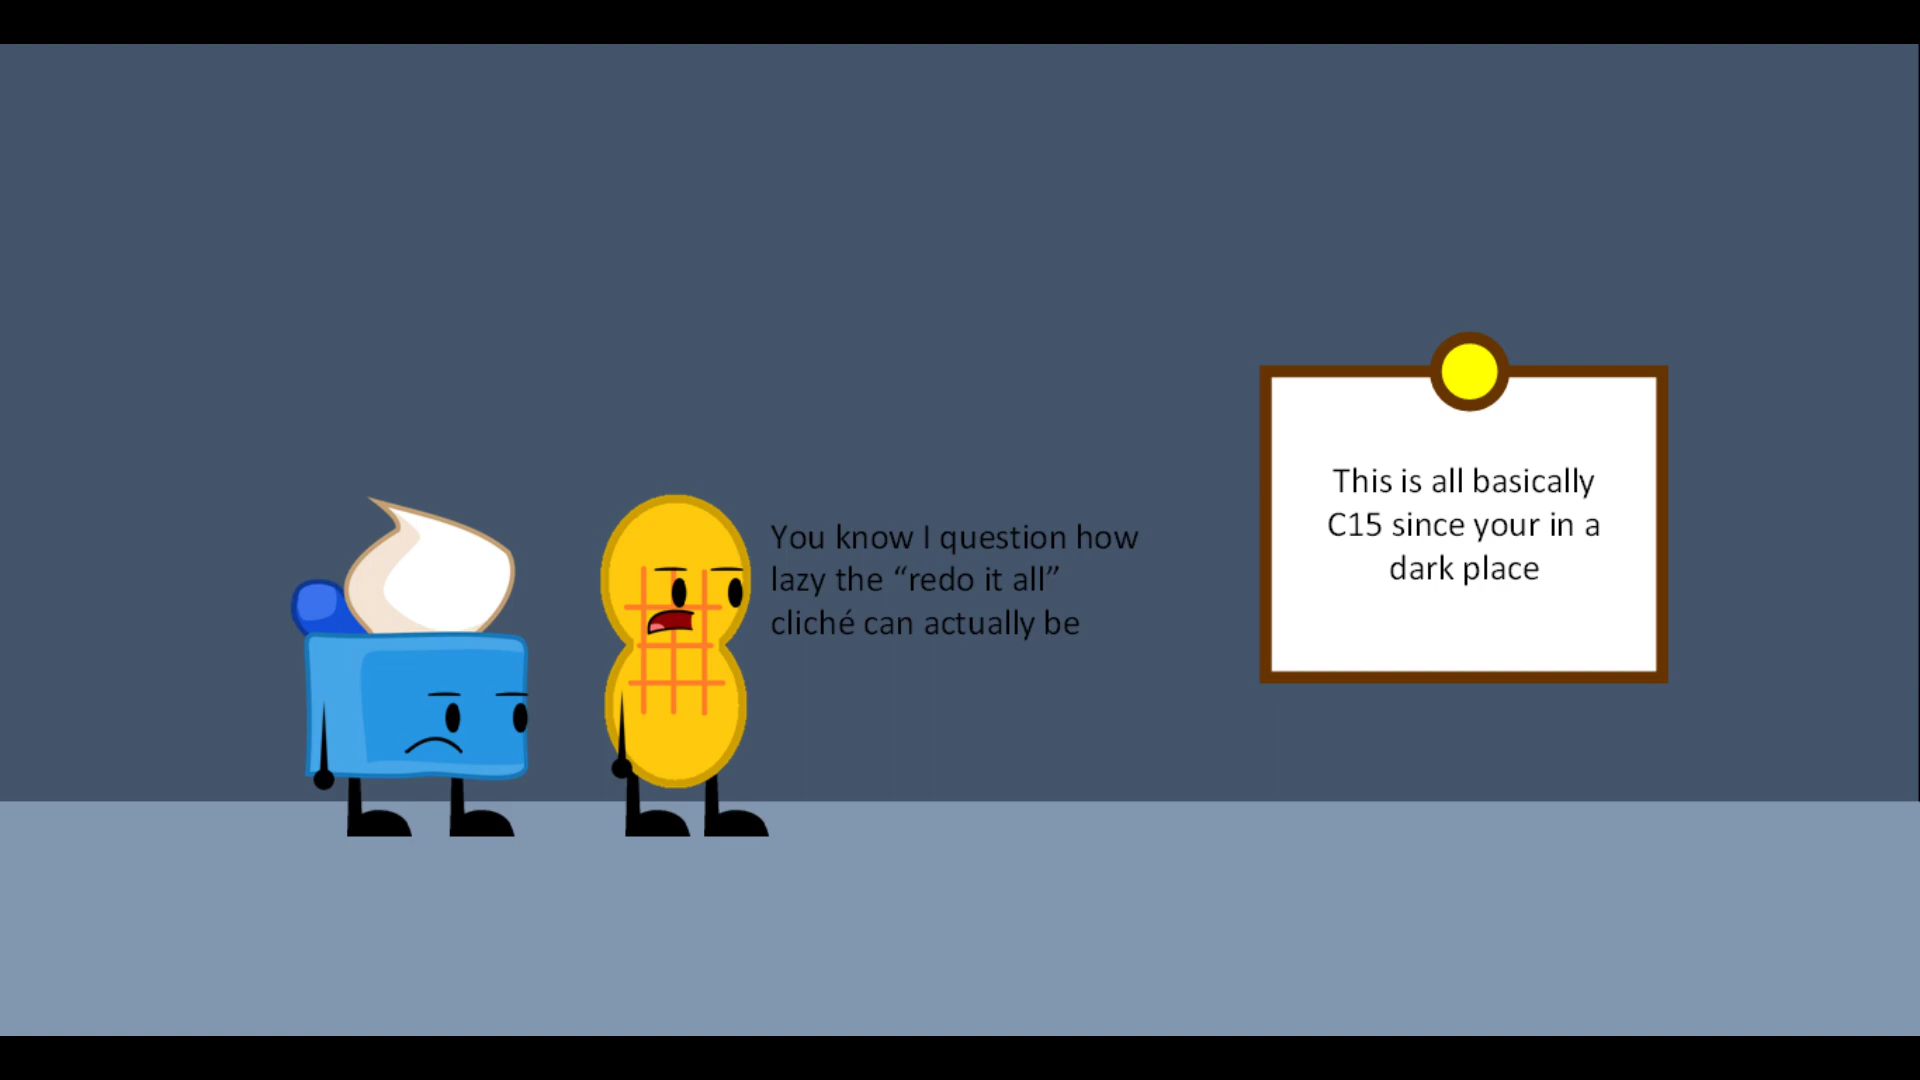 You know I question how
lazy the “redo it all”
cliché can actually be
This is all basically
C15 since your in a
dark place